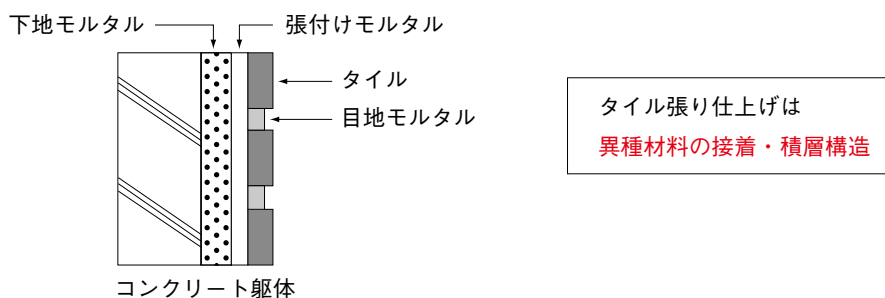 下地モルタル
張付けモルタル
タイル
目地モルタル
コンクリート躯体
タイル張り仕上げは
異種材料の接着・積層構造